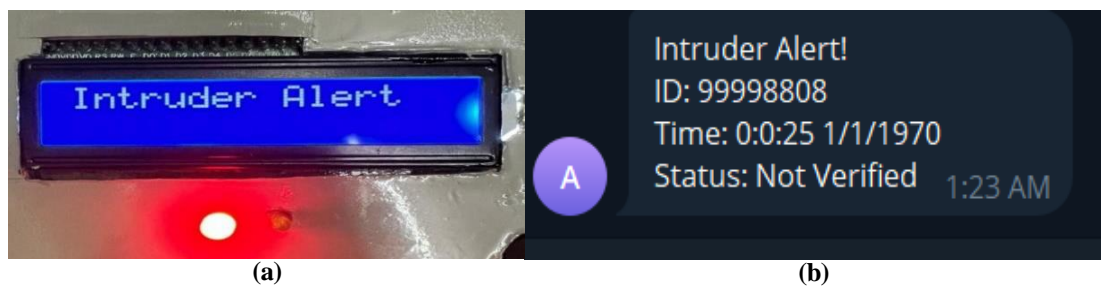 Intruder Alert
Intruder Alert!
ID: 99998808
Time: 0:0:25 1/1/1970
A
Status: Not Verified
1:23 AM
(a)
(b)